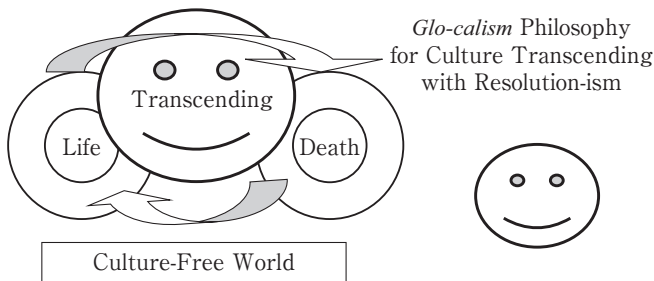 Glo-calism Philosophy
for Culture Transcending
with Resolution-ism
Transcending
Life
Death
Culture-Free World